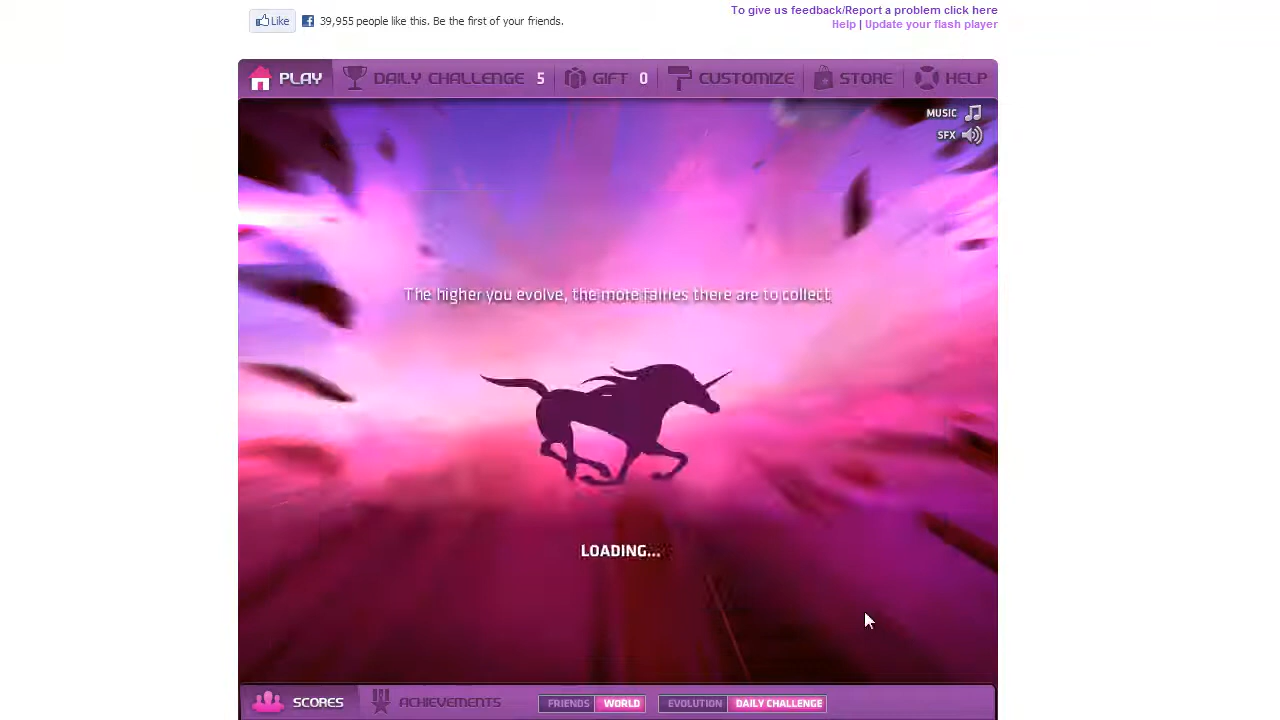 To give us feedback/Report a problem click here
Like 39,955 people like this. Be the first of your friends.
Help | Update your flash player
PLAY DAILY CHALLENGE 5 GIFT 0 CUSTOMIZE STORE HELP
MUSIC
SFX
The higher you evolve, the more fairies there are to collect
LOADING...
SCORES ACHIEVEMENTS FRIENDS WORLD EVOLUTION DAILY CHALLENGE